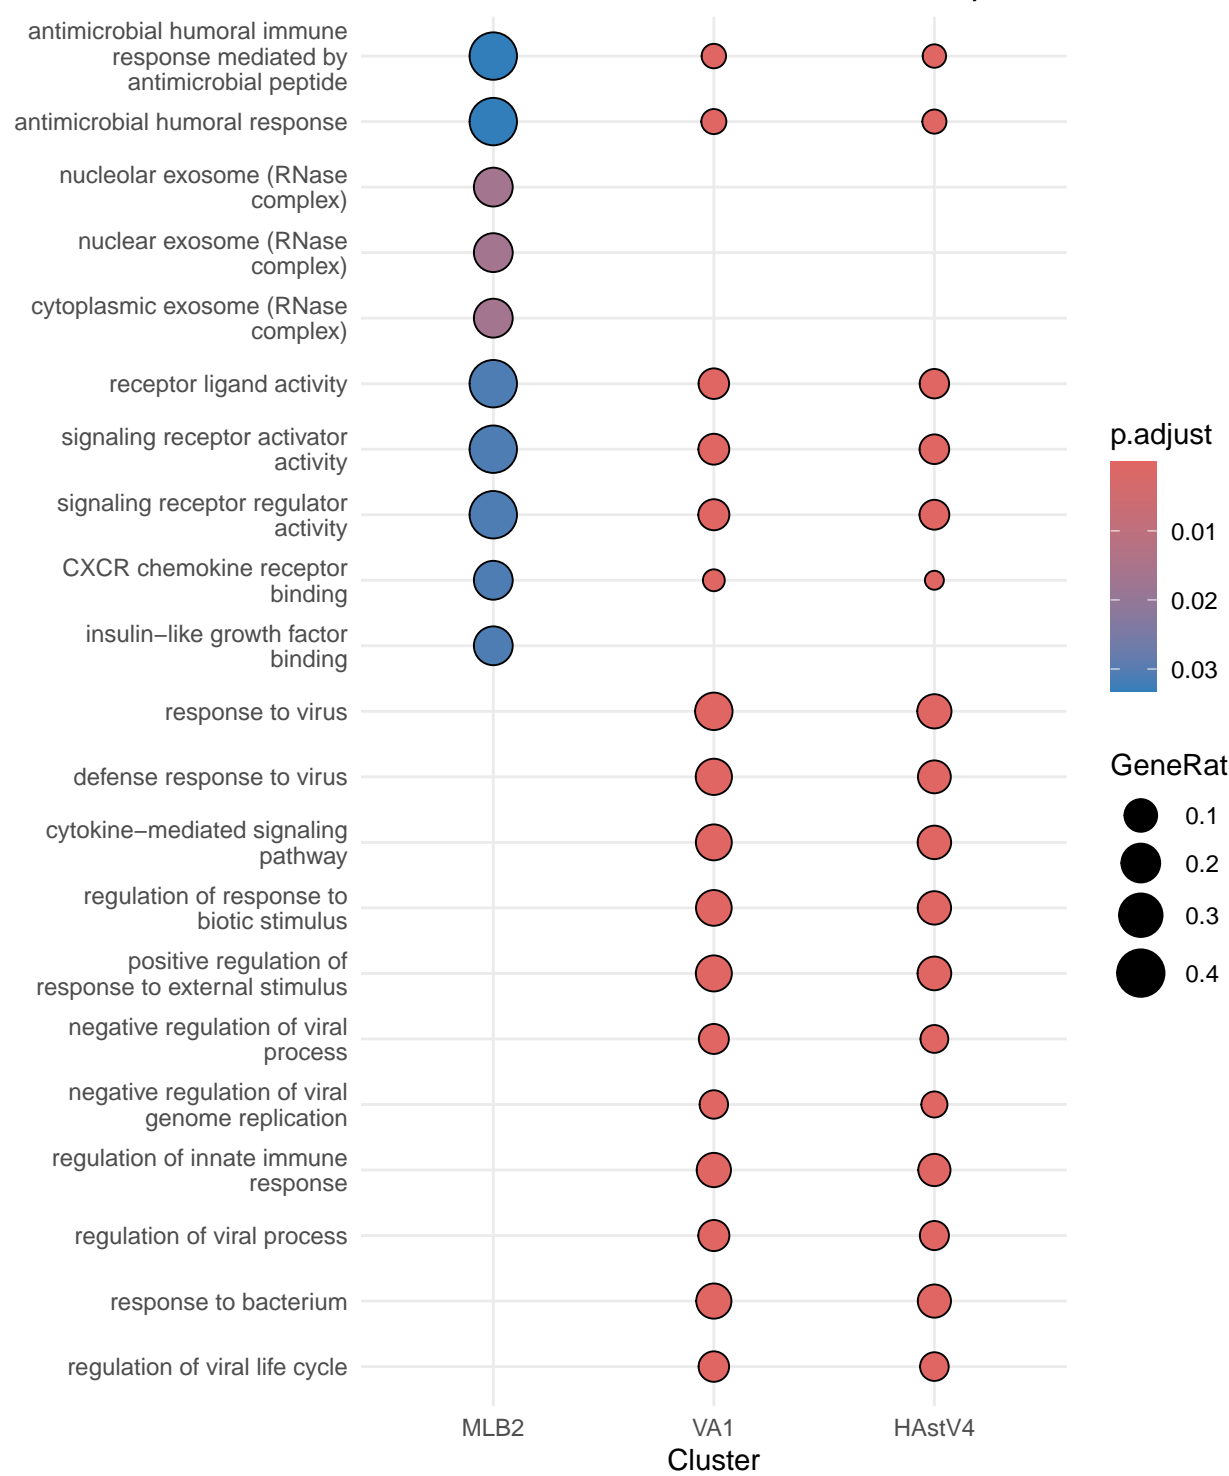 antimicrobial humoral immune
response mediated by
antimicrobial peptide
antimicrobial humoral response
nucleolar exosome (RNase
complex)
nuclear exosome (RNase
complex)
cytoplasmic exosome (RNase
complex)
receptor ligand activity
signaling receptor activator
activity
signaling receptor regulator
activity
CXCR chemokine receptor
binding
insulin−like growth factor
binding
response to virus
defense response to virus
cytokine−mediated signaling
pathway
regulation of response to
biotic stimulus
positive regulation of
response to external stimulus
negative regulation of viral
process
negative regulation of viral
genome replication
regulation of innate immune
response
regulation of viral process
response to bacterium
regulation of viral life cycle
MLB2 VA1 HAstV4
Cluster
p.adjust
0.01
0.02
0.03
GeneRat
0.1
0.2
0.3
0.4